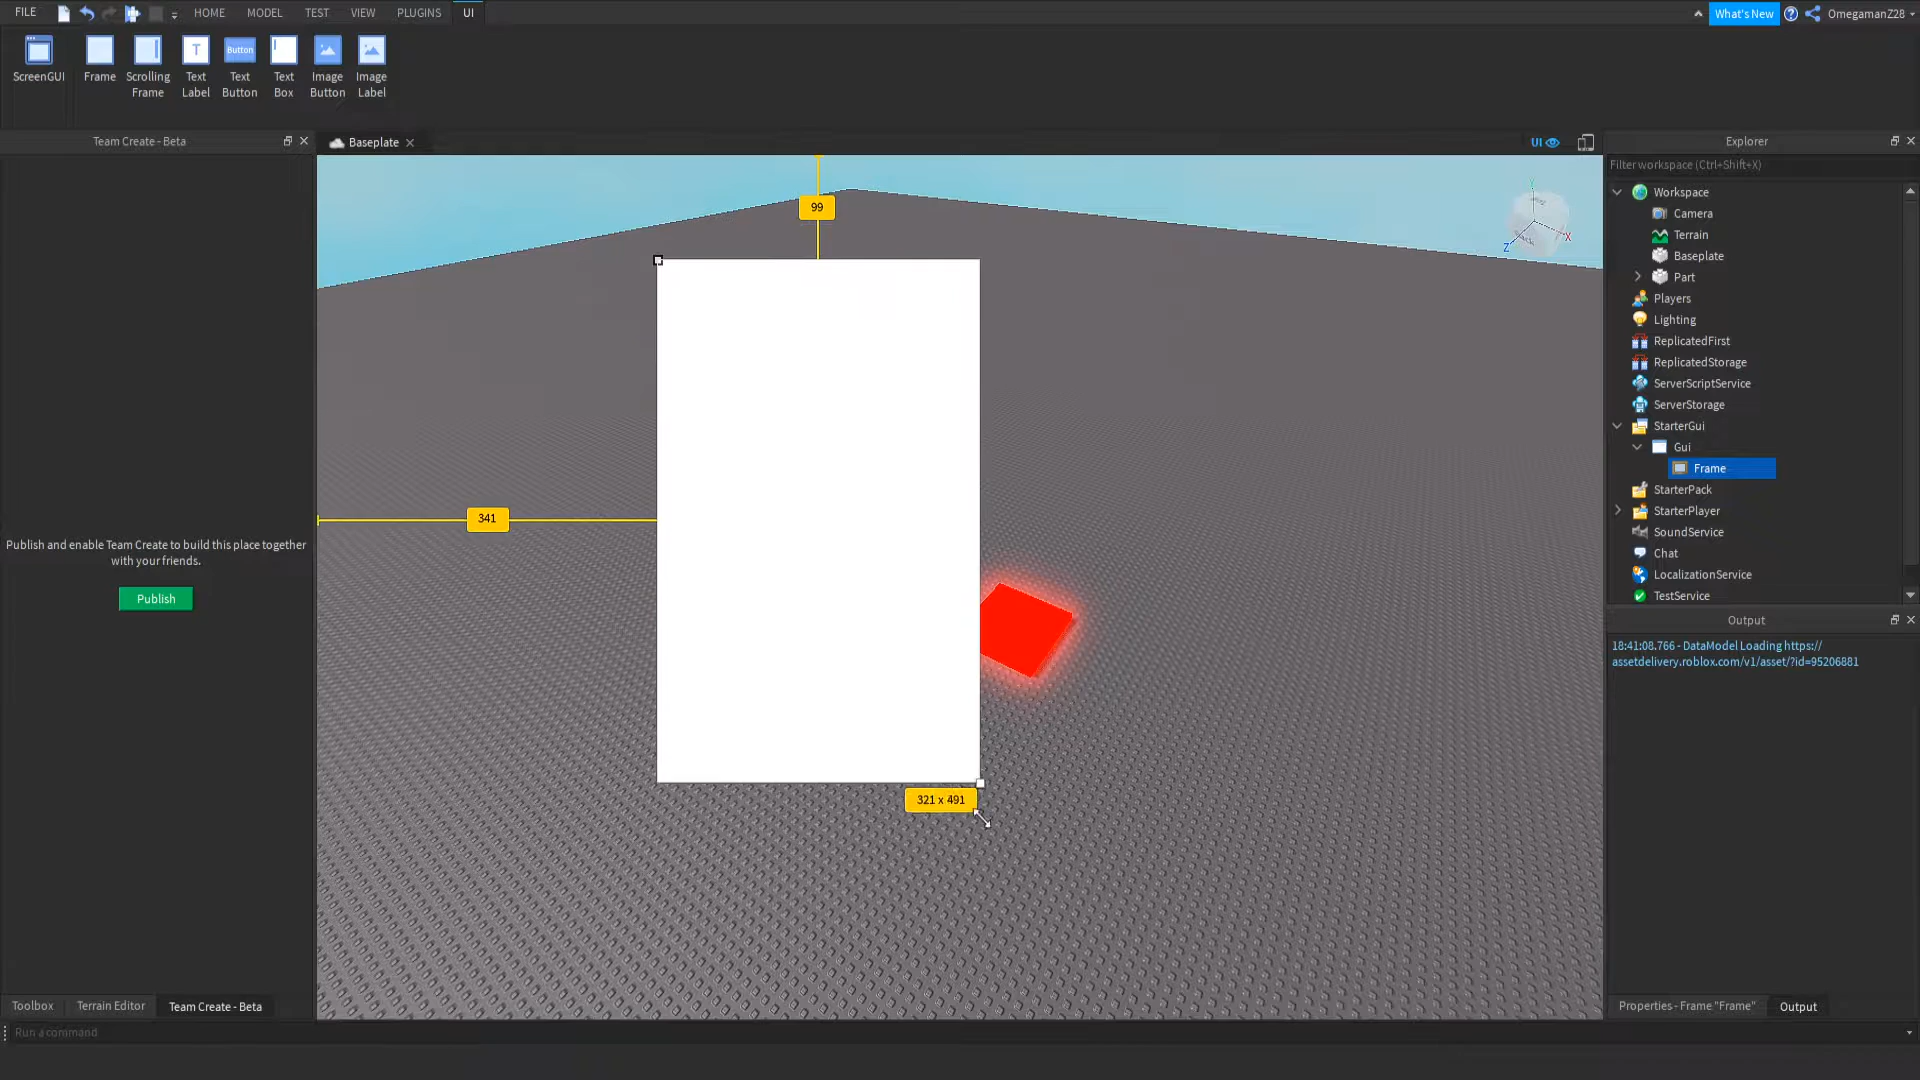 FILE
HOME
MODEL
TEST
VIEW
PLUGINS
UI
What's New
OmegamanZ28
ScreenGUI
Frame
Scrolling
Frame
T
Text
Label
Button
Text
Button
Text
Box
Image
Button
Image
Label
Team Create - Beta
Baseplate
UI
Explorer
Filter workspace (Ctrl+Shift+X)
99
Y
X
Z
Workspace
Camera
Terrain
Baseplate
Part
Players
Lighting
ReplicatedFirst
ReplicatedStorage
ServerScriptService
ServerStorage
StarterGui
Gui
Frame
StarterPack
StarterPlayer
SoundService
Chat
LocalizationService
TestService
341
Publish and enable Team Create to build this place together
with your friends.
Publish
321 x 491
Output
18:41:08.766 - DataModel Loading https://
assetdelivery.roblox.com/v1/asset/?id=95206881
Toolbox
Terrain Editor
Team Create - Beta
Properties - Frame "Frame"
Output
Run a command